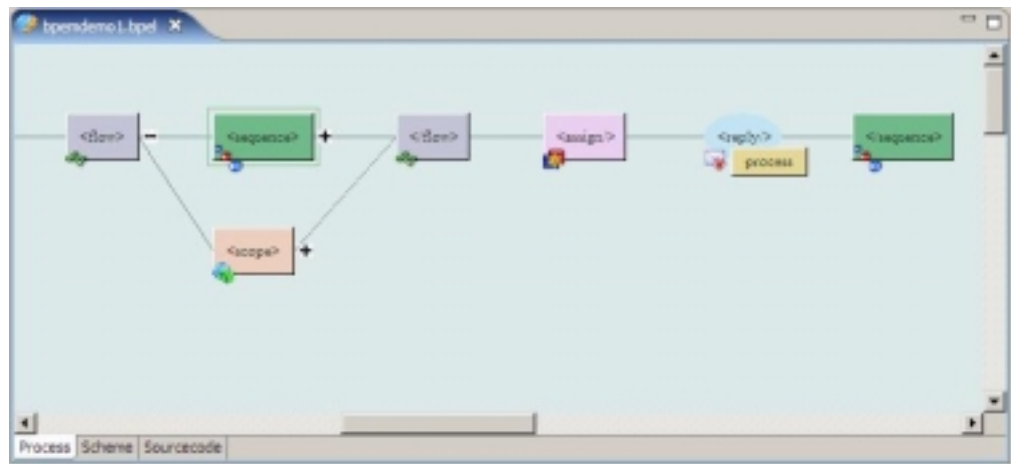 bpemdemo1.bpel
<flow> <sequence> </flow> <assign> <reply> </sequence>
process
<scope>
Process Scheme Sourcecode